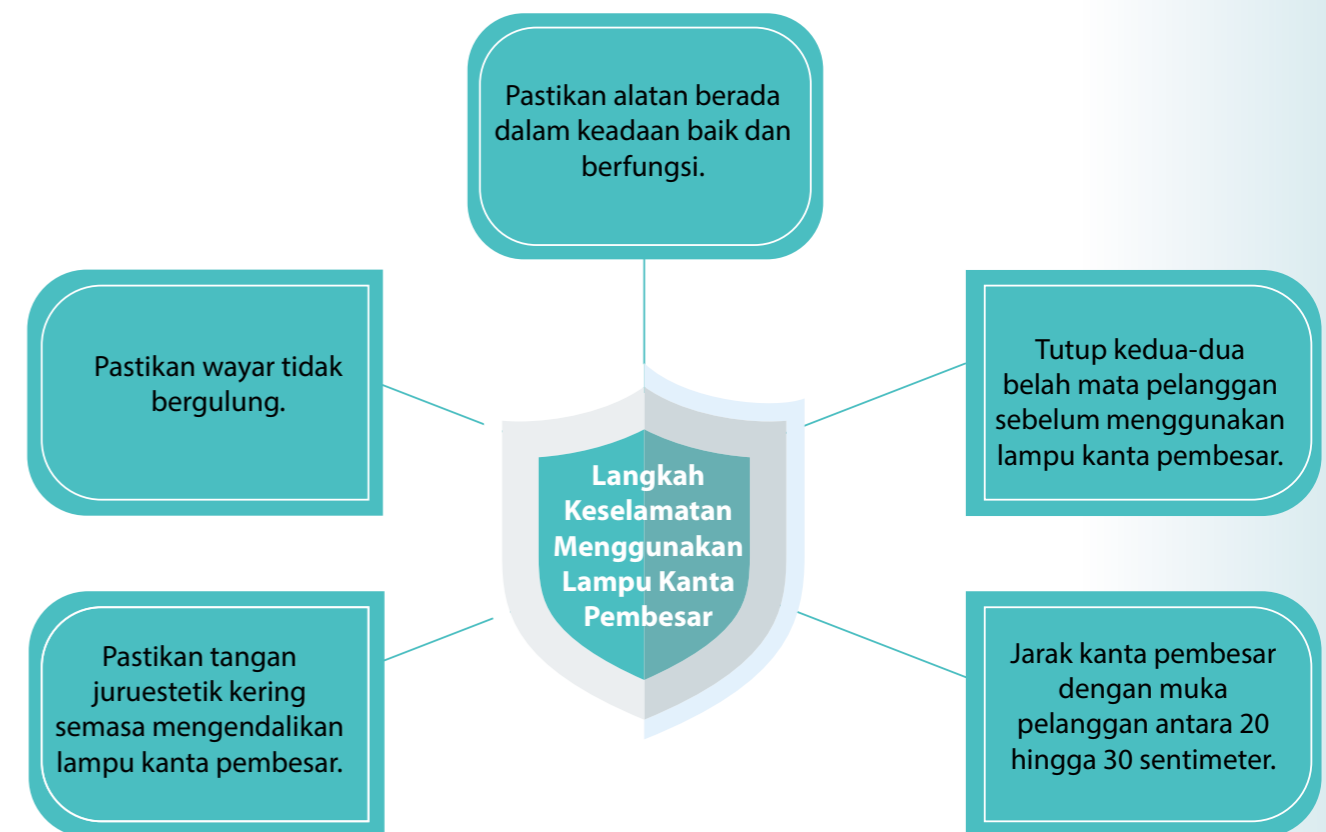 Pastikan alatan berada
dalam keadaan baik dan
berfungsi.
Pastikan wayar tidak
bergulung.
Tutup kedua-dua
belah mata pelanggan
sebelum menggunakan
lampu kanta pembesar.
Langkah
Keselamatan
Menggunakan
Lampu Kanta
Pembesar
Pastikan tangan
juruestetik kering
semasa mengendalikan
lampu kanta pembesar.
Jarak kanta pembesar
dengan muka
pelanggan antara 20
hingga 30 sentimeter.